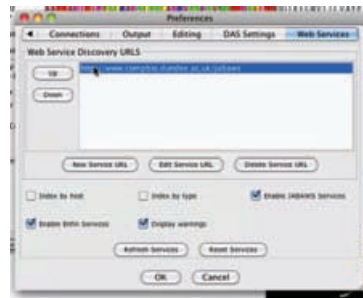 Preferences
Connections Output Editing DAS Settings Web Services
Web Service Discovery URLS
www.compbio.dundee.ac.uk/jabaws
Up
Down
New Service URL Edit Service URL Delete Service URL
Index by host Index by type Enable JABAWS Services
Enable Enfin Services Display warnings
Refresh Services Reset Services
OK Cancel